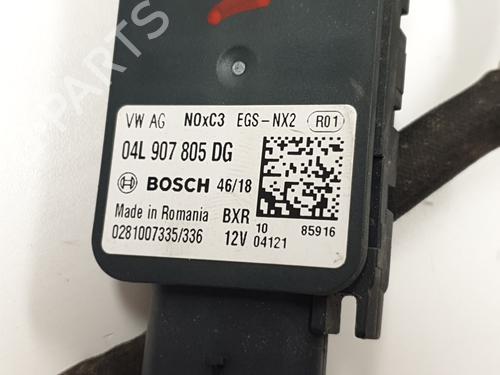 PARTS
VW AG NOxC3 EGS-NX2 R01
04L 907 805 DG
BOSCH 46/18
Made in Romania BXR 10 85916
0281007335/336 12V 04121